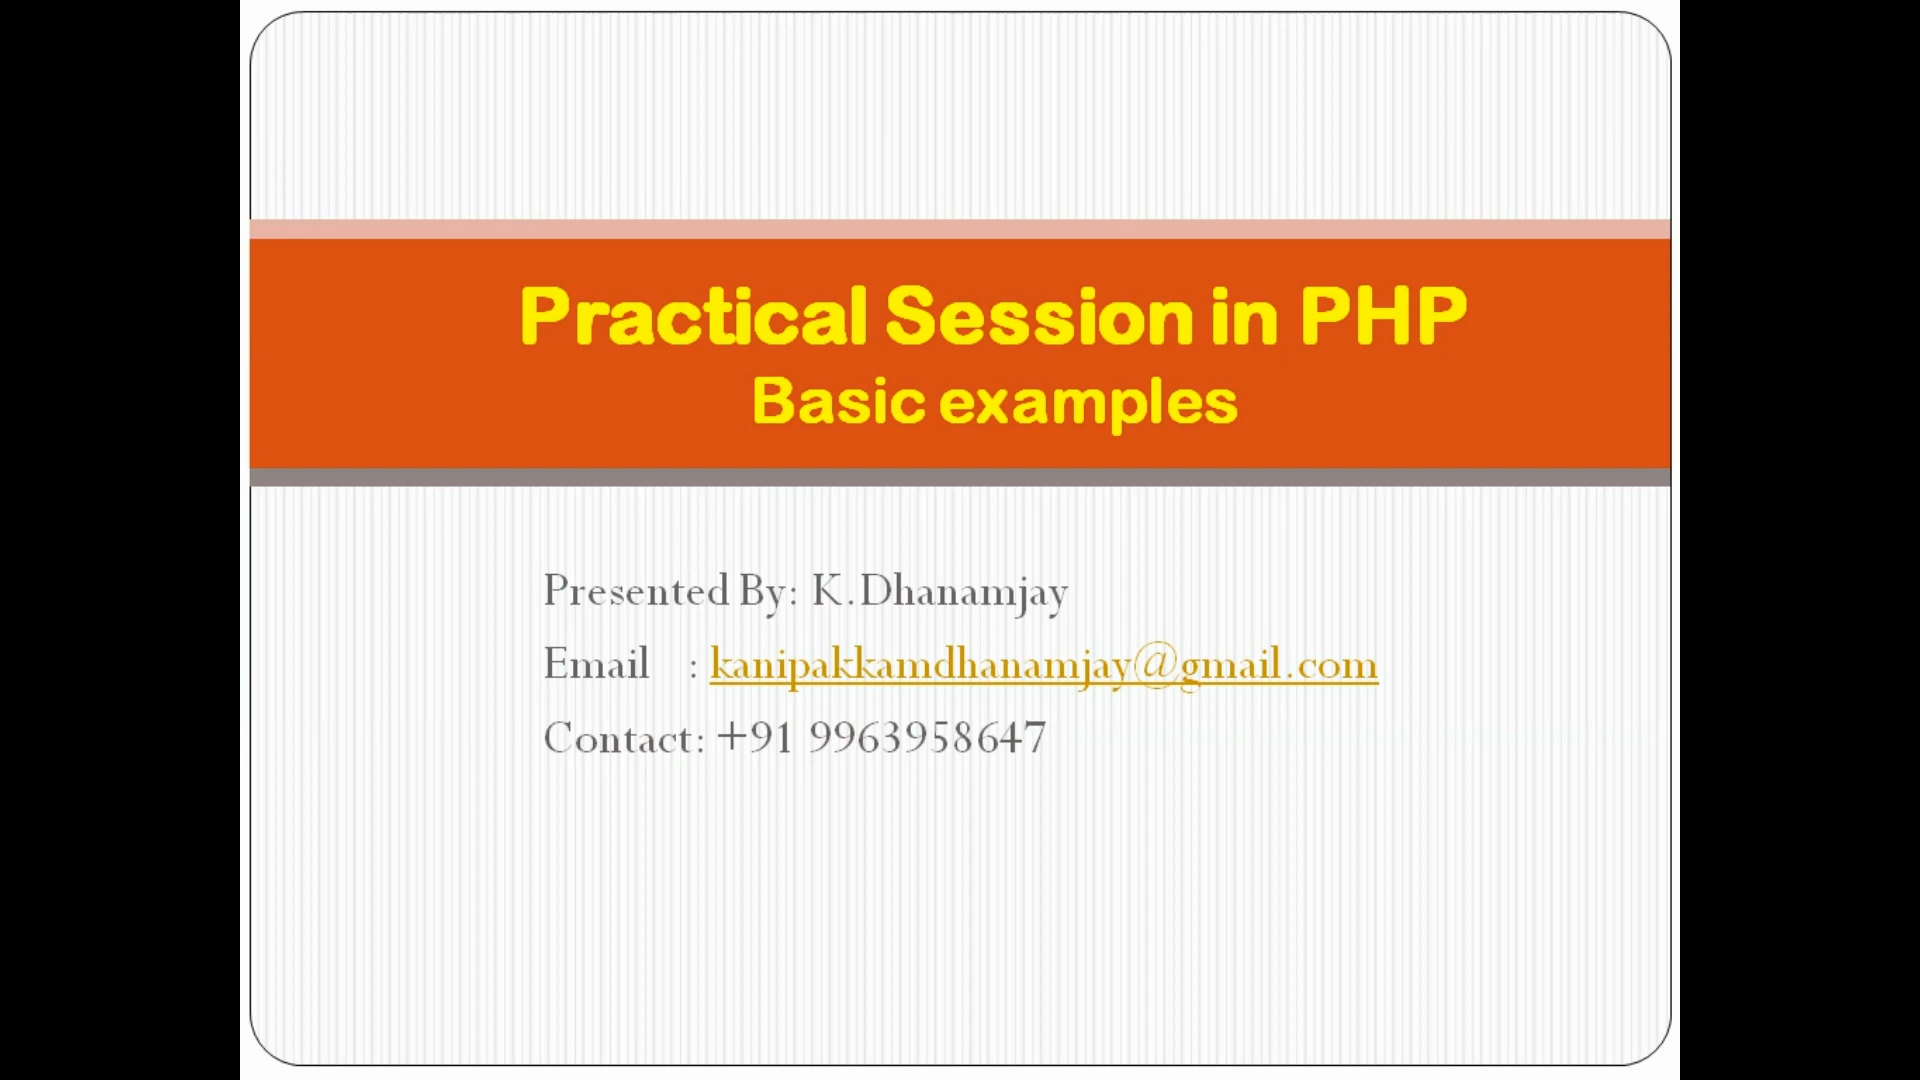 Practical Session in PHP
Basic examples
Presented By: K.Dhanamjay
Email : kanipakkamdhanamjay@gmail.com
Contact: +91 9963958647